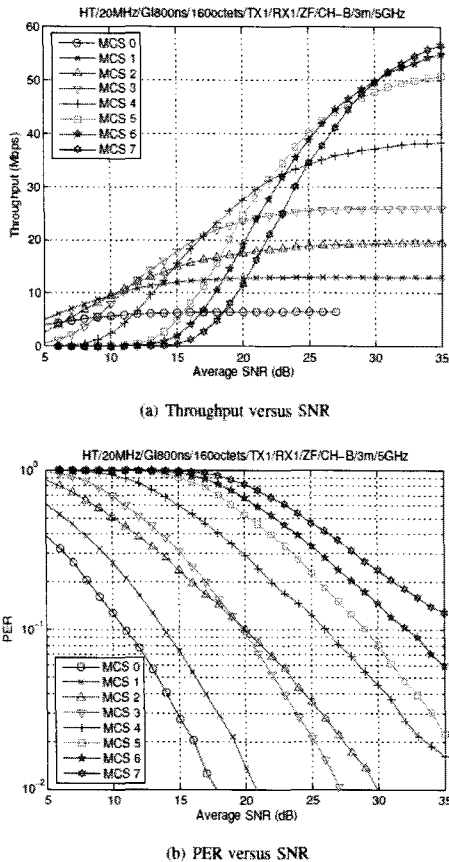 HT/20MHz/GI800ns/160octets/TX1/RX1/ZF/CH-B/3m/5GHz
60
50
40
30
20
10
0
Throughput (Mbps)
MCS 0
MCS 1
MCS 2
MCS 3
MCS 4
MCS 5
MCS 6
MCS 7
5 10 15 20 25 30 35
Average SNR (dB)
(a) Throughput versus SNR
HT/20MHz/GI800ns/160octets/TX1/RX1/ZF/CH-B/3m/5GHz
10^0
10^-1
10^-2
PER
MCS 0
MCS 1
MCS 2
MCS 3
MCS 4
MCS 5
MCS 6
MCS 7
5 10 15 20 25 30 35
Average SNR (dB)
(b) PER versus SNR